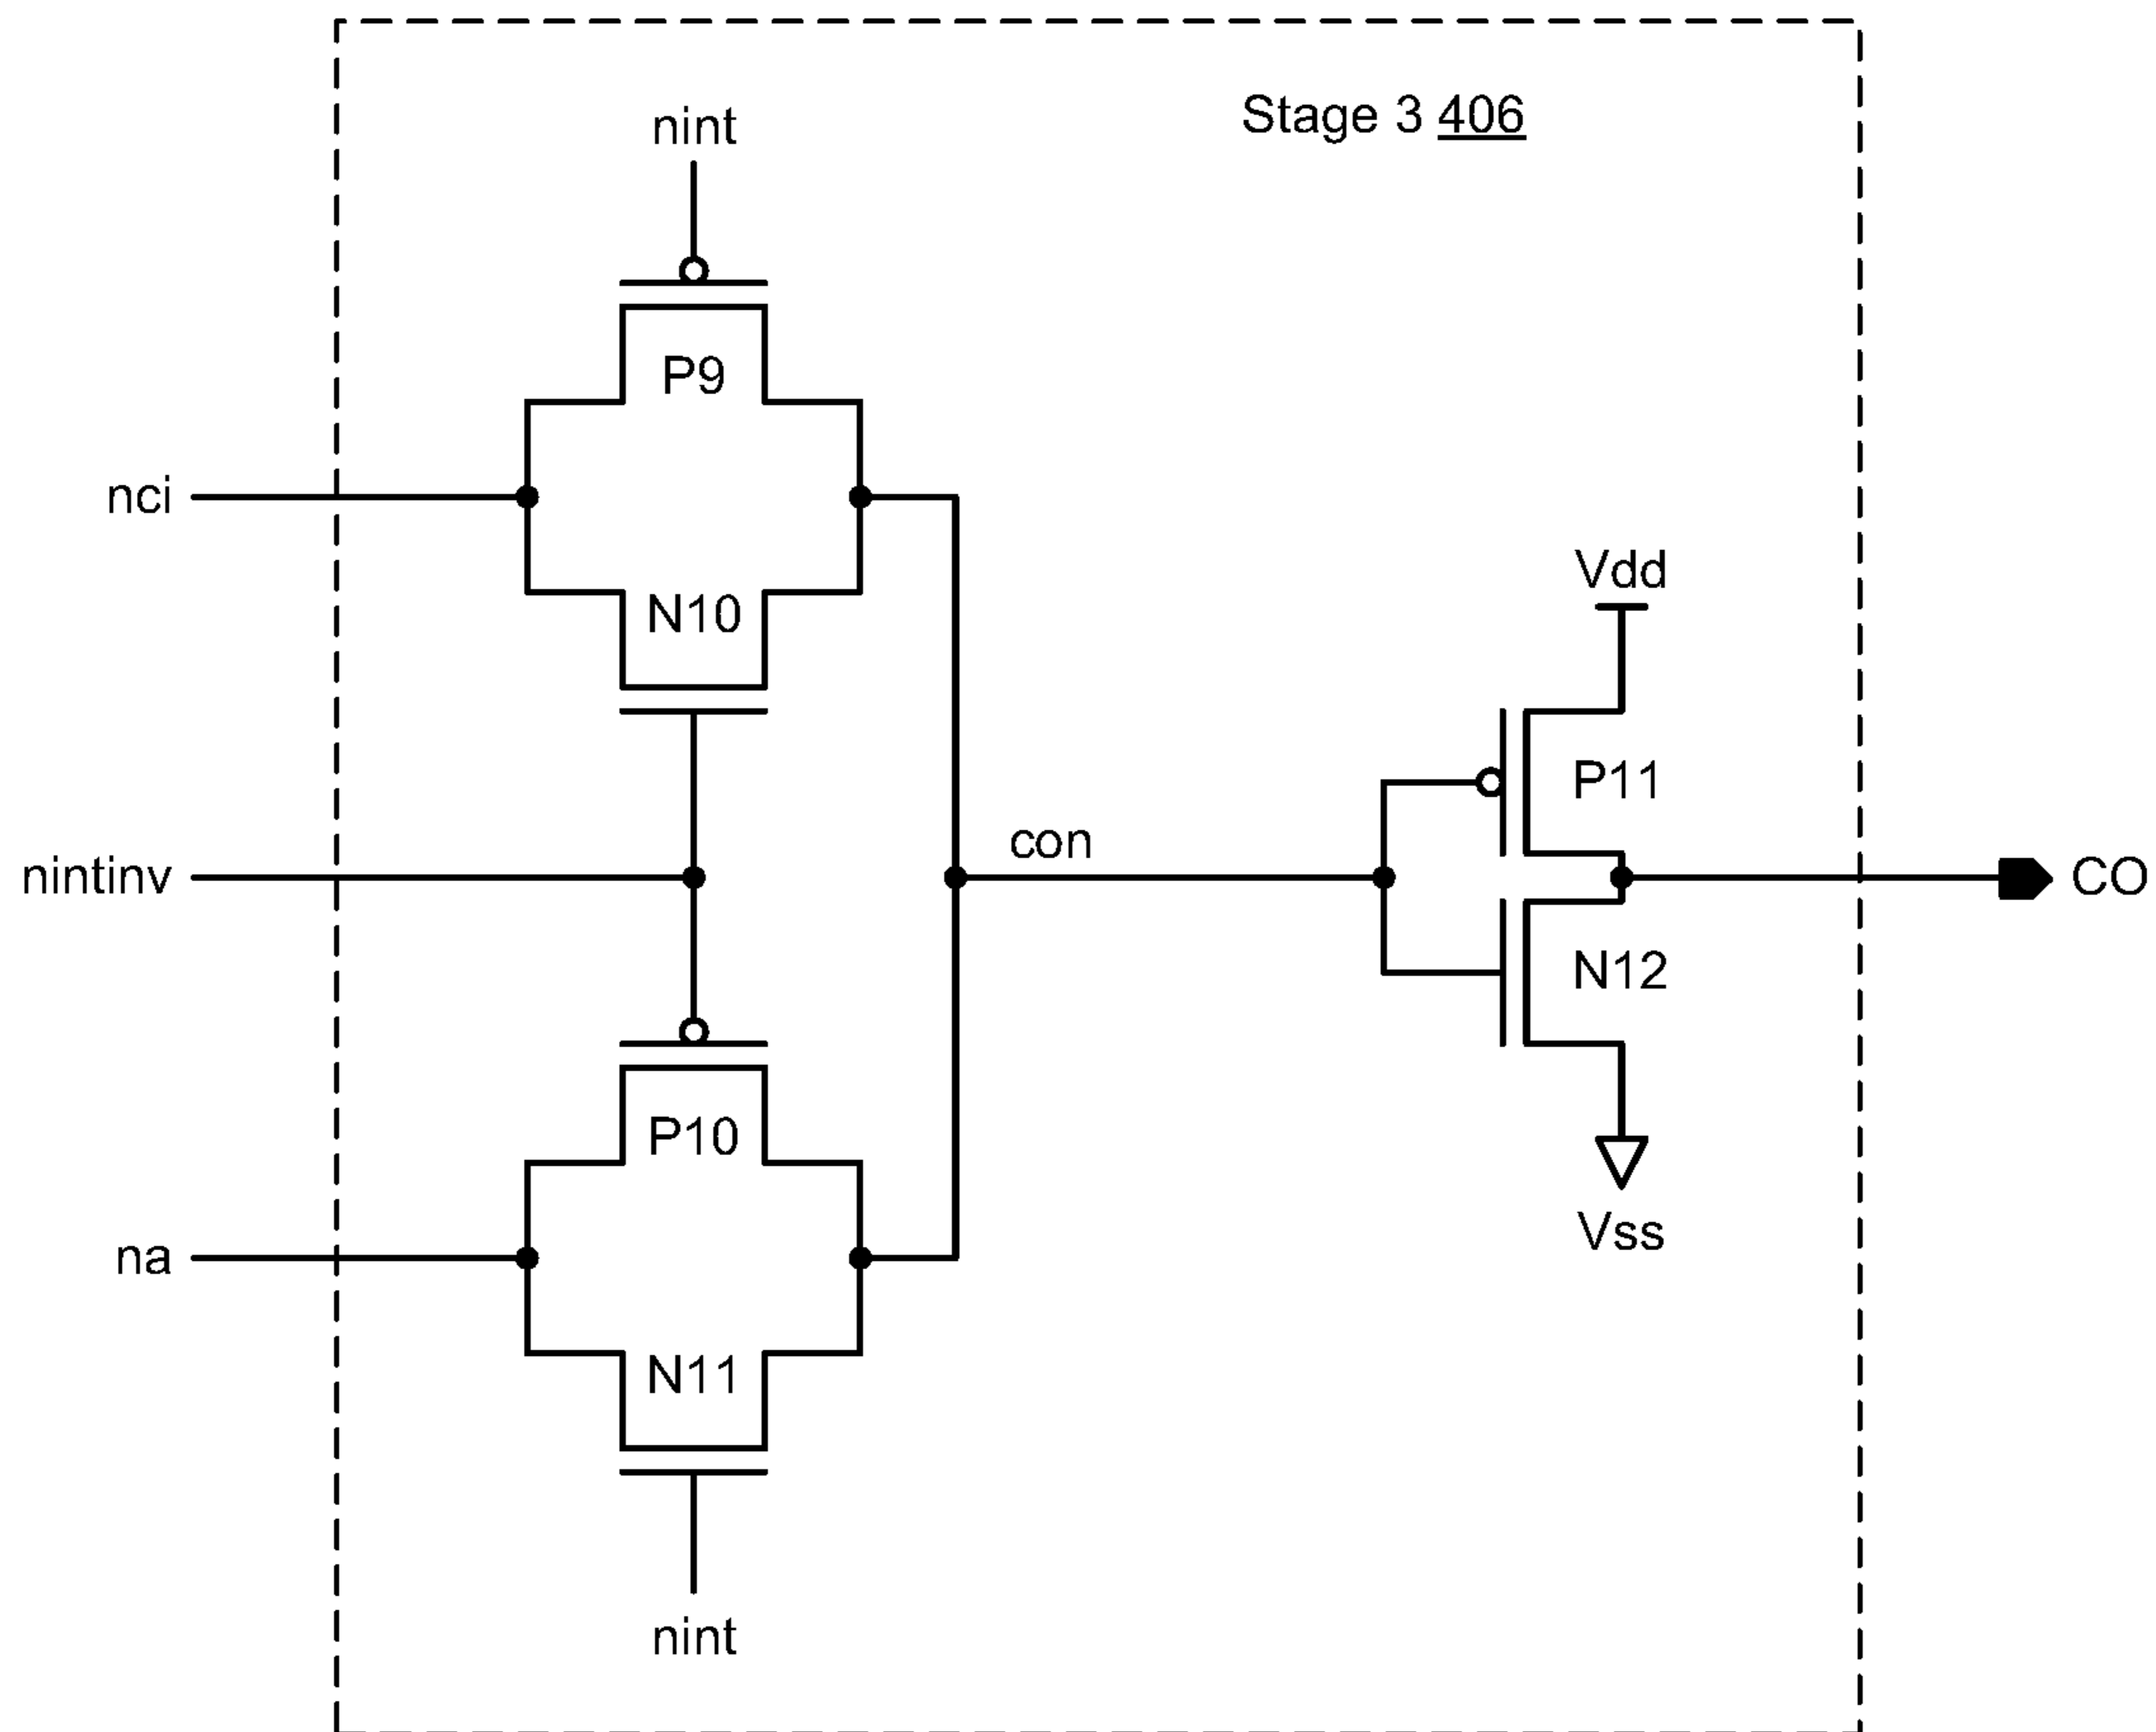 Stage 3 406
nint
P9
nci
N10
Vdd
P11
con
nintinv
CO
N12
P10
Vss
na
N11
nint